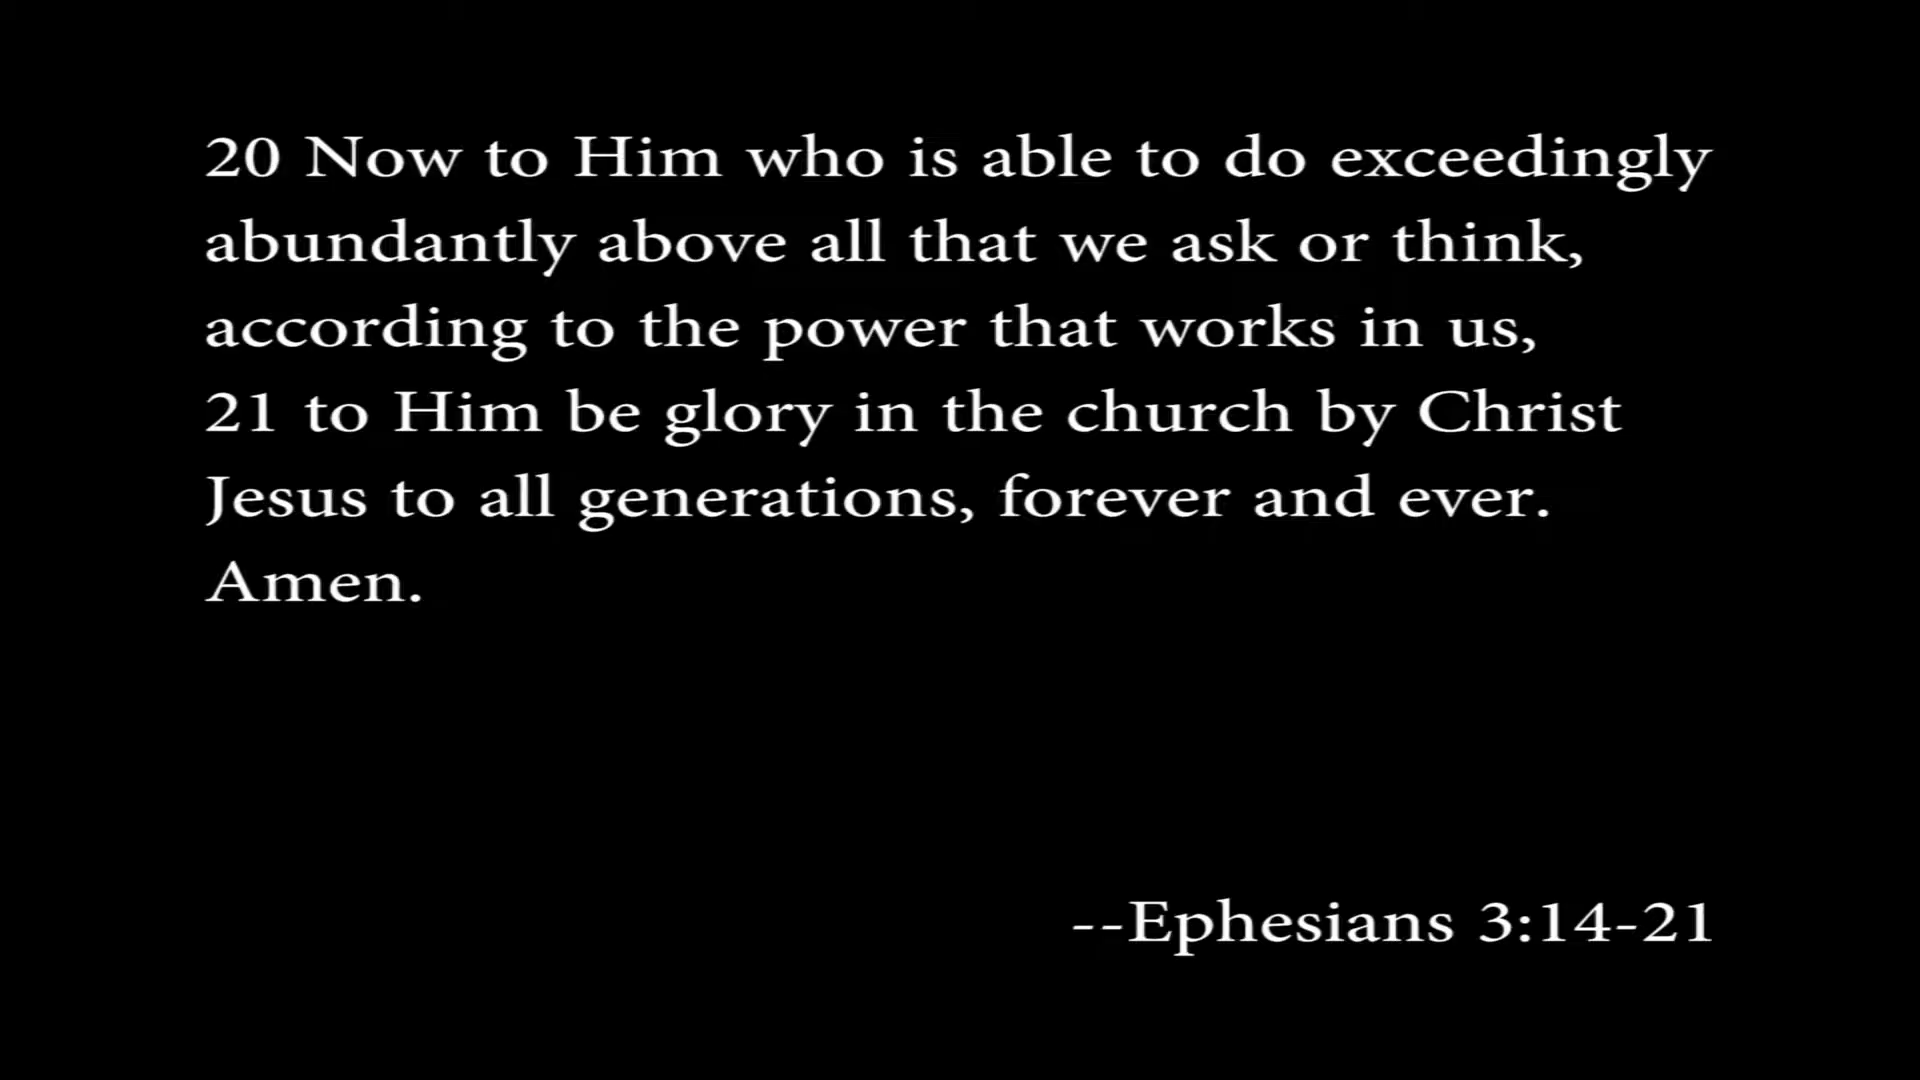 20 Now to Him who is able to do exceedingly
abundantly above all that we ask or think,
according to the power that works in us,
21 to Him be glory in the church by Christ
Jesus to all generations, forever and ever.
Amen.
--Ephesians 3:14-21